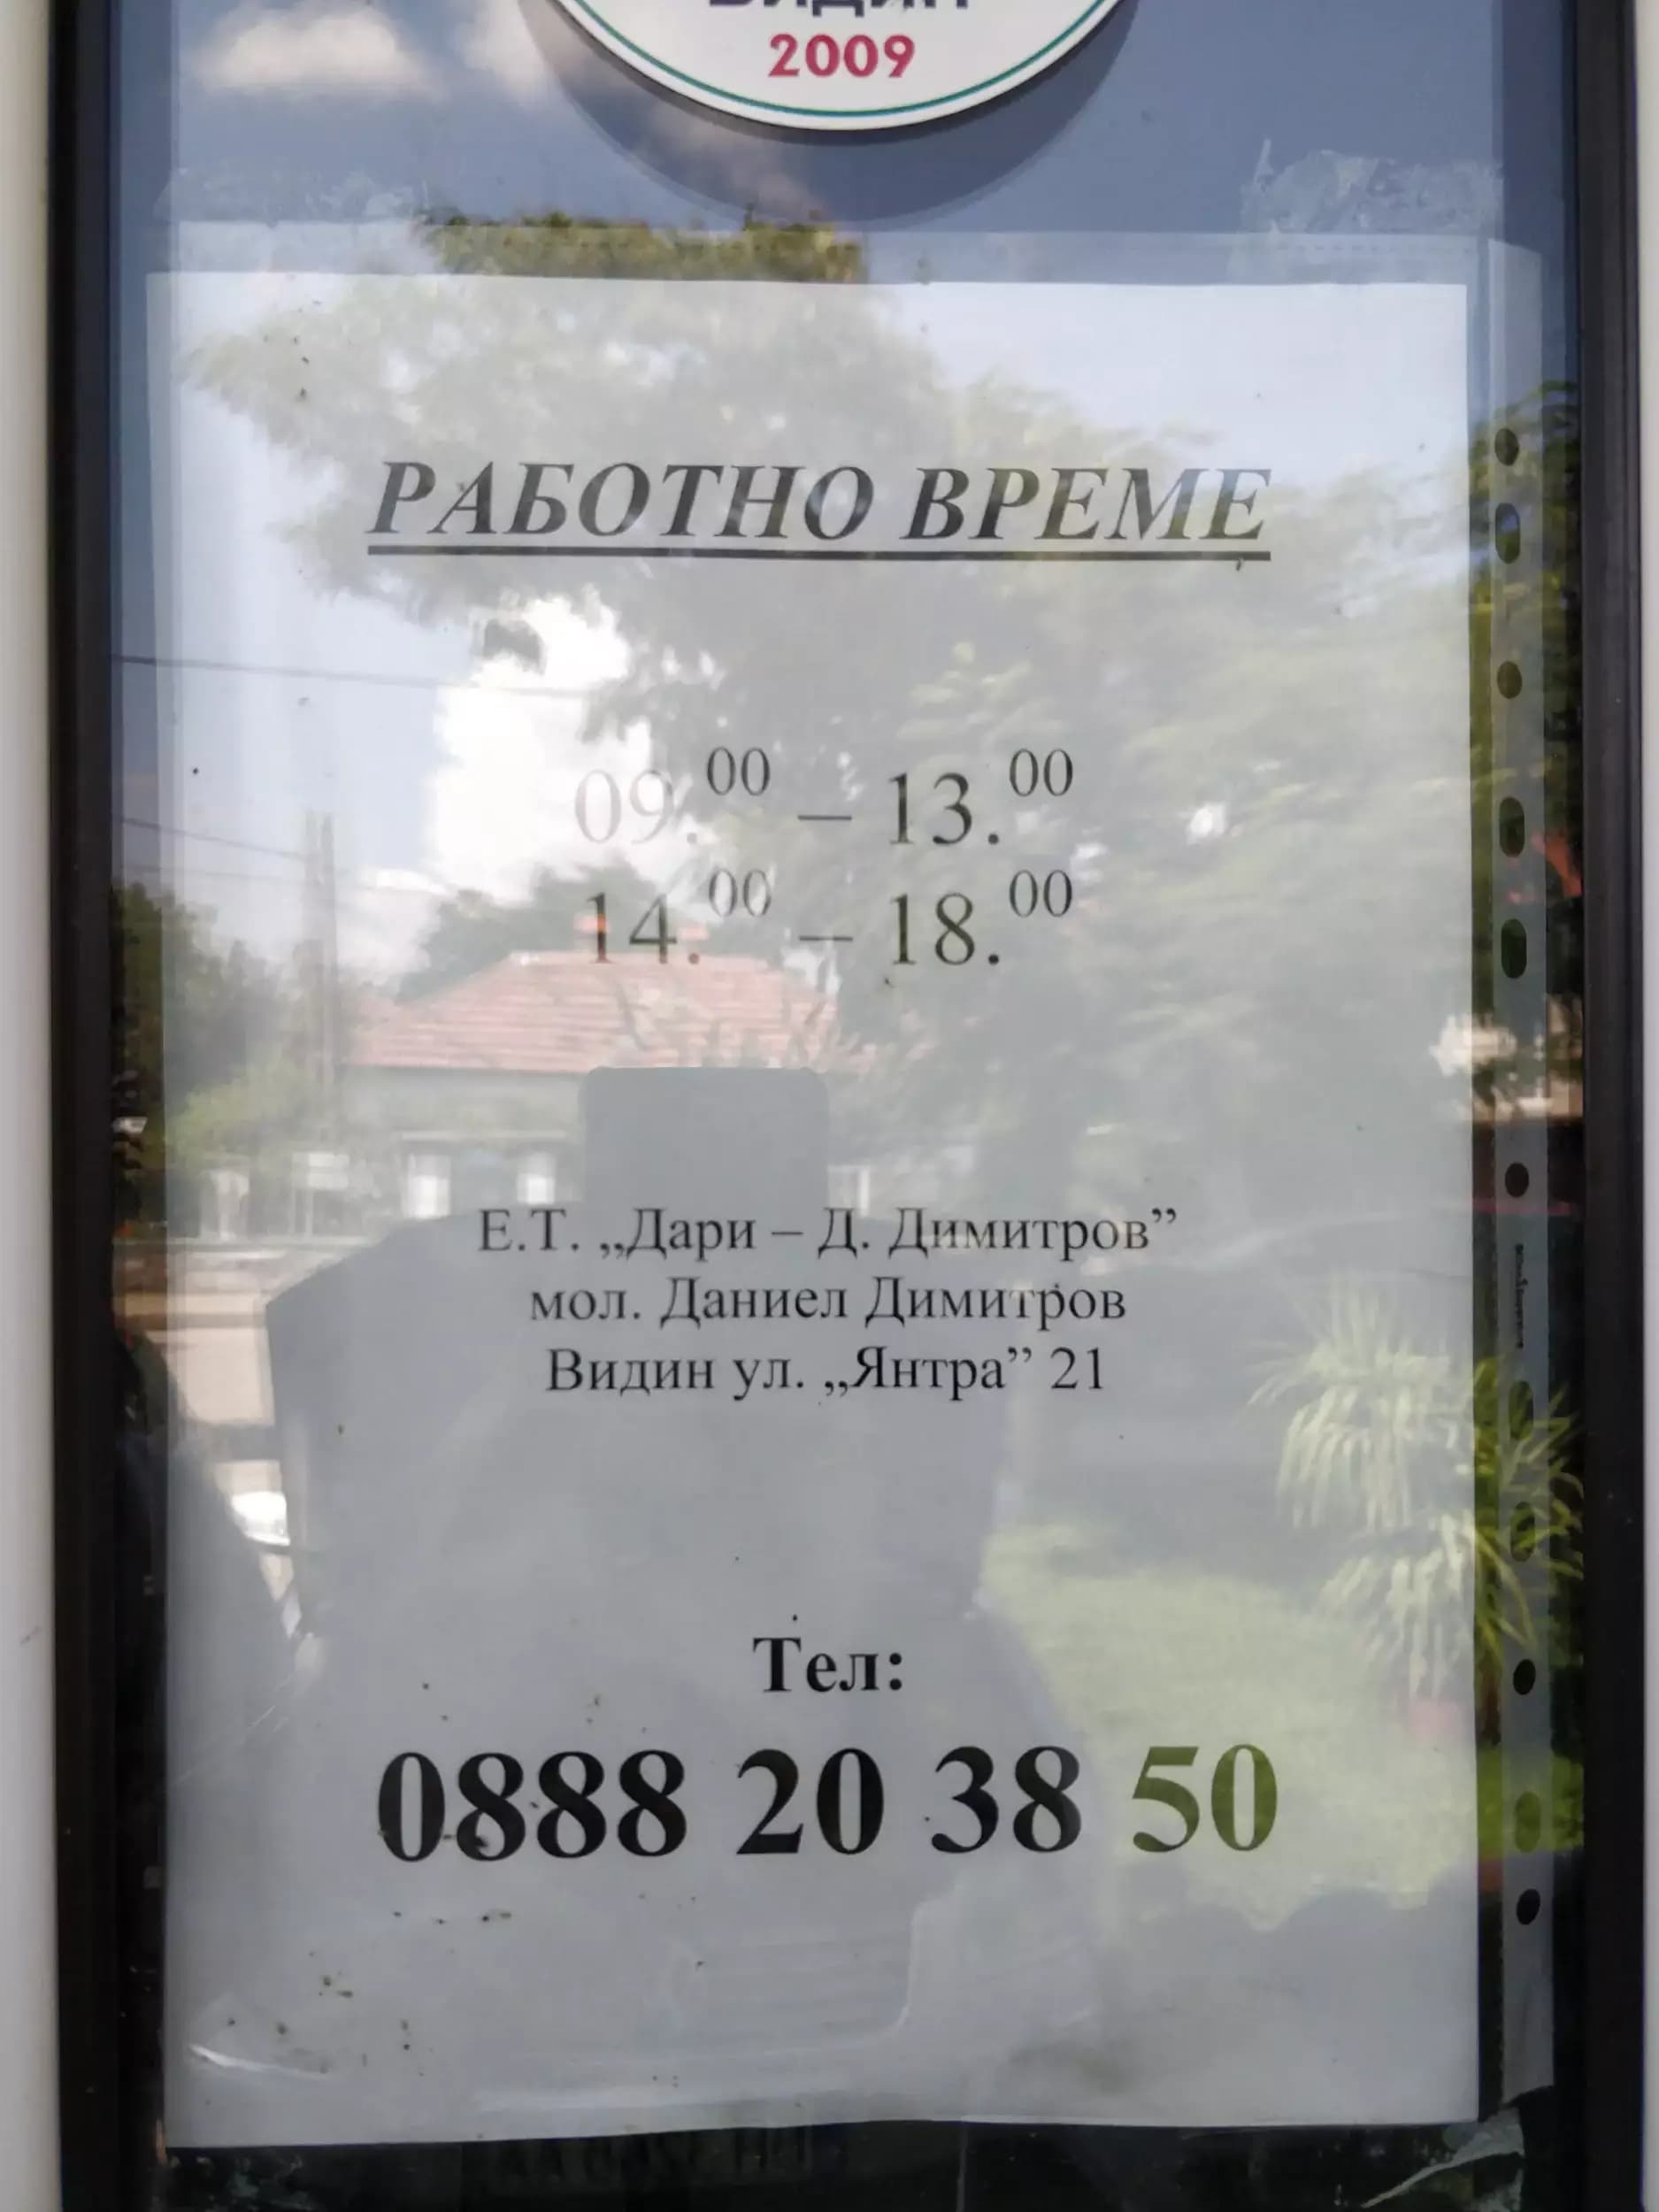 ВИДИН
2009
РАБОТНО ВРЕМЕ
09.00 – 13.00
14.00 – 18.00
Е.Т. „Дари – Д. Димитров”
мол. Даниел Димитров
Видин ул. „Янтра” 21
Тел:
0888 20 38 50